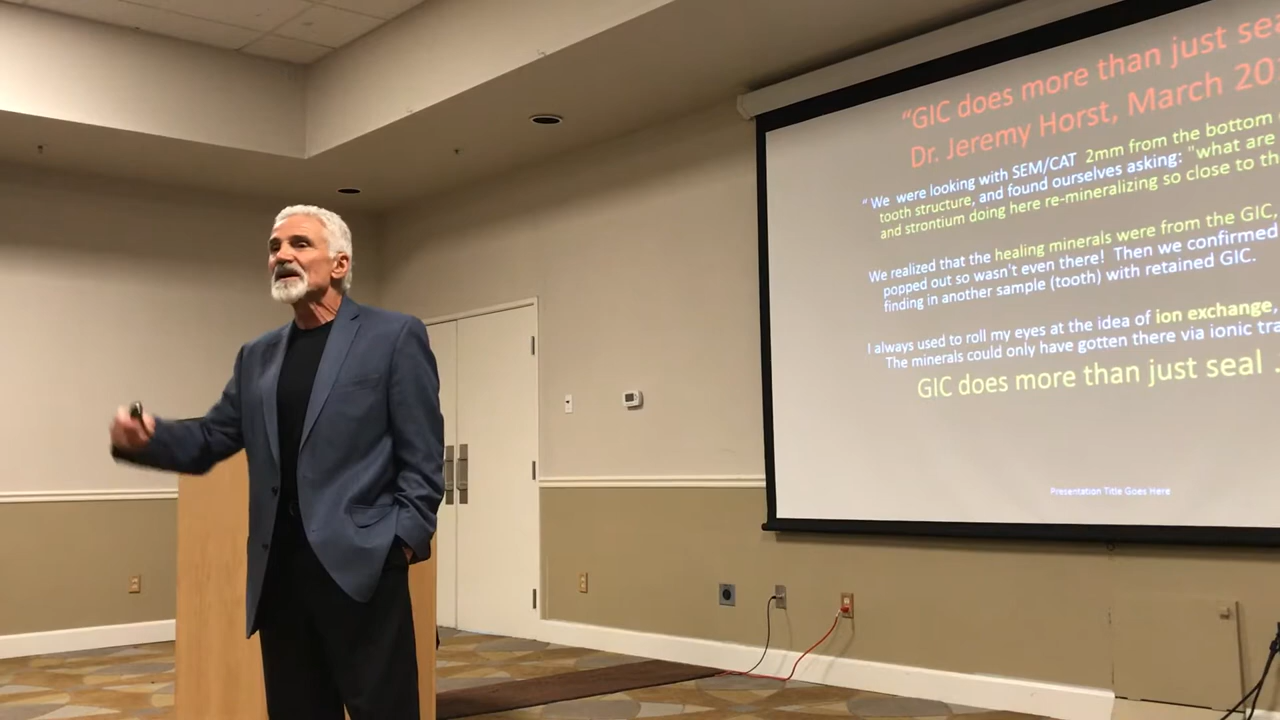 “GIC does more than just
Dr. Jeremy Horst, March
“ We were looking with SEM/CAT 2mm from the bottom
tooth structure, and found ourselves asking: "what are
and strontium doing here re-mineralizing so close to
We realized that the healing minerals were from the GIC,
popped out so wasn't even there! Then we confirmed
finding in another sample (tooth) with retained GIC.
I always used to roll my eyes at the idea of ion exchange,
The minerals could only have gotten there via ionic
GIC does more than just seal
Presentation Title Goes Here